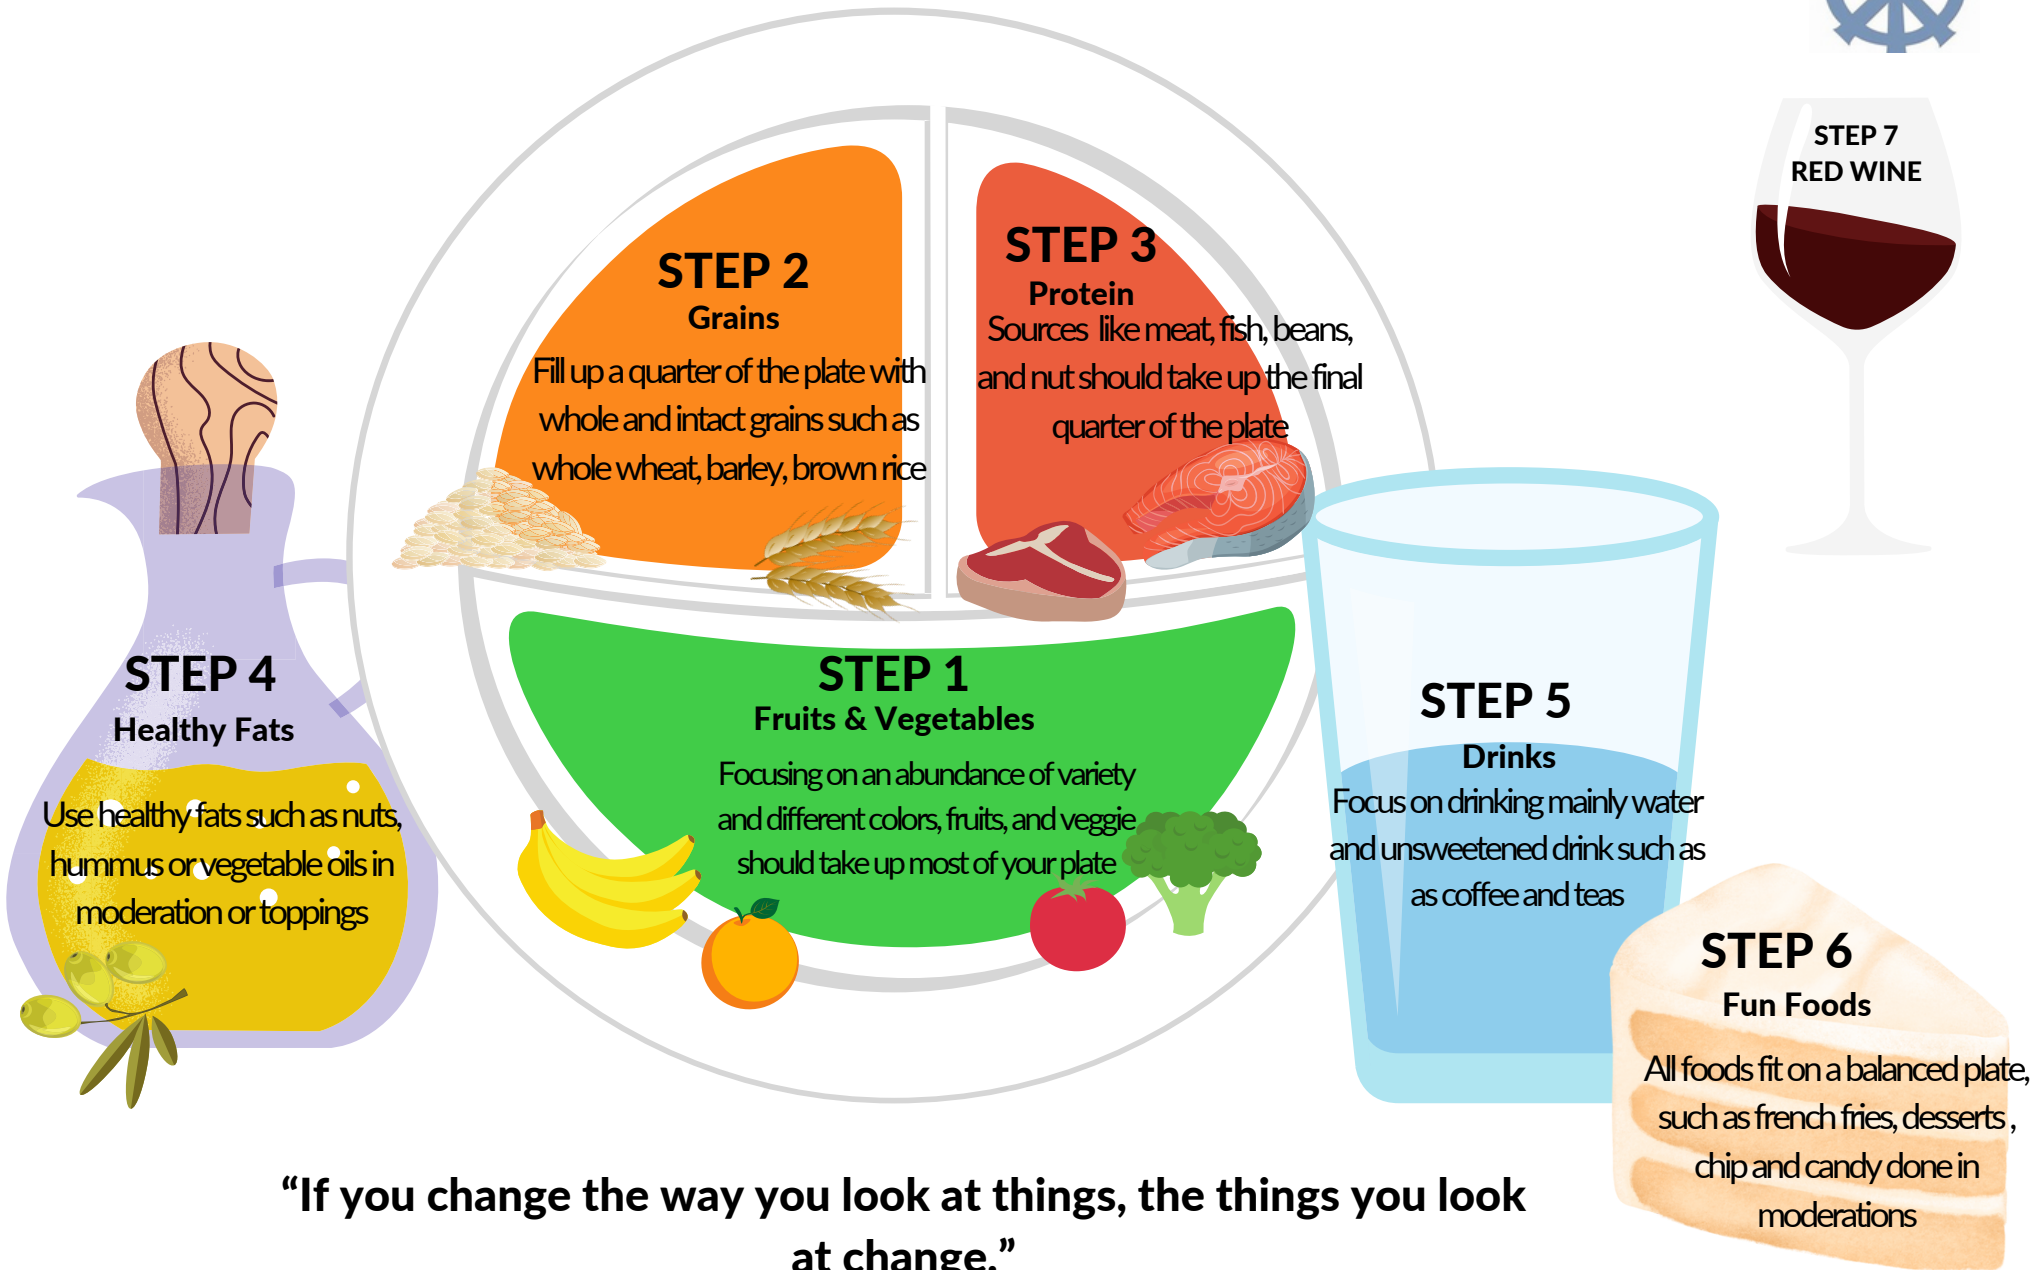 STEP 7
RED WINE
STEP 2
Grains
Fill up a quarter of the plate with
whole and intact grains such as
whole wheat, barley, brown rice
STEP 3
Protein
Sources like meat, fish, beans,
and nut should take up the final
quarter of the plate
STEP 4
Healthy Fats
Use healthy fats such as nuts,
hummus or vegetable oils in
moderation or toppings
STEP 1
Fruits & Vegetables
Focusing on an abundance of variety
and different colors, fruits, and veggie
should take up most of your plate
STEP 5
Drinks
Focus on drinking mainly water
and unsweetened drink such as
as coffee and teas
STEP 6
Fun Foods
All foods fit on a balanced plate,
such as french fries, desserts ,
chip and candy done in
moderations
“If you change the way you look at things, the things you look
at change.”